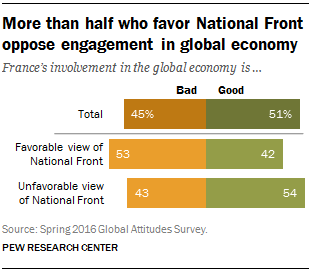 More than half who favor National Front
oppose engagement in global economy
France's involvement in the global economy is ...
Bad Good
Total 45% 51%
Favorable view of
National Front 53 42
Unfavorable view
of National Front 43 54
Source: Spring 2016 Global Attitudes Survey.
PEW RESEARCH CENTER